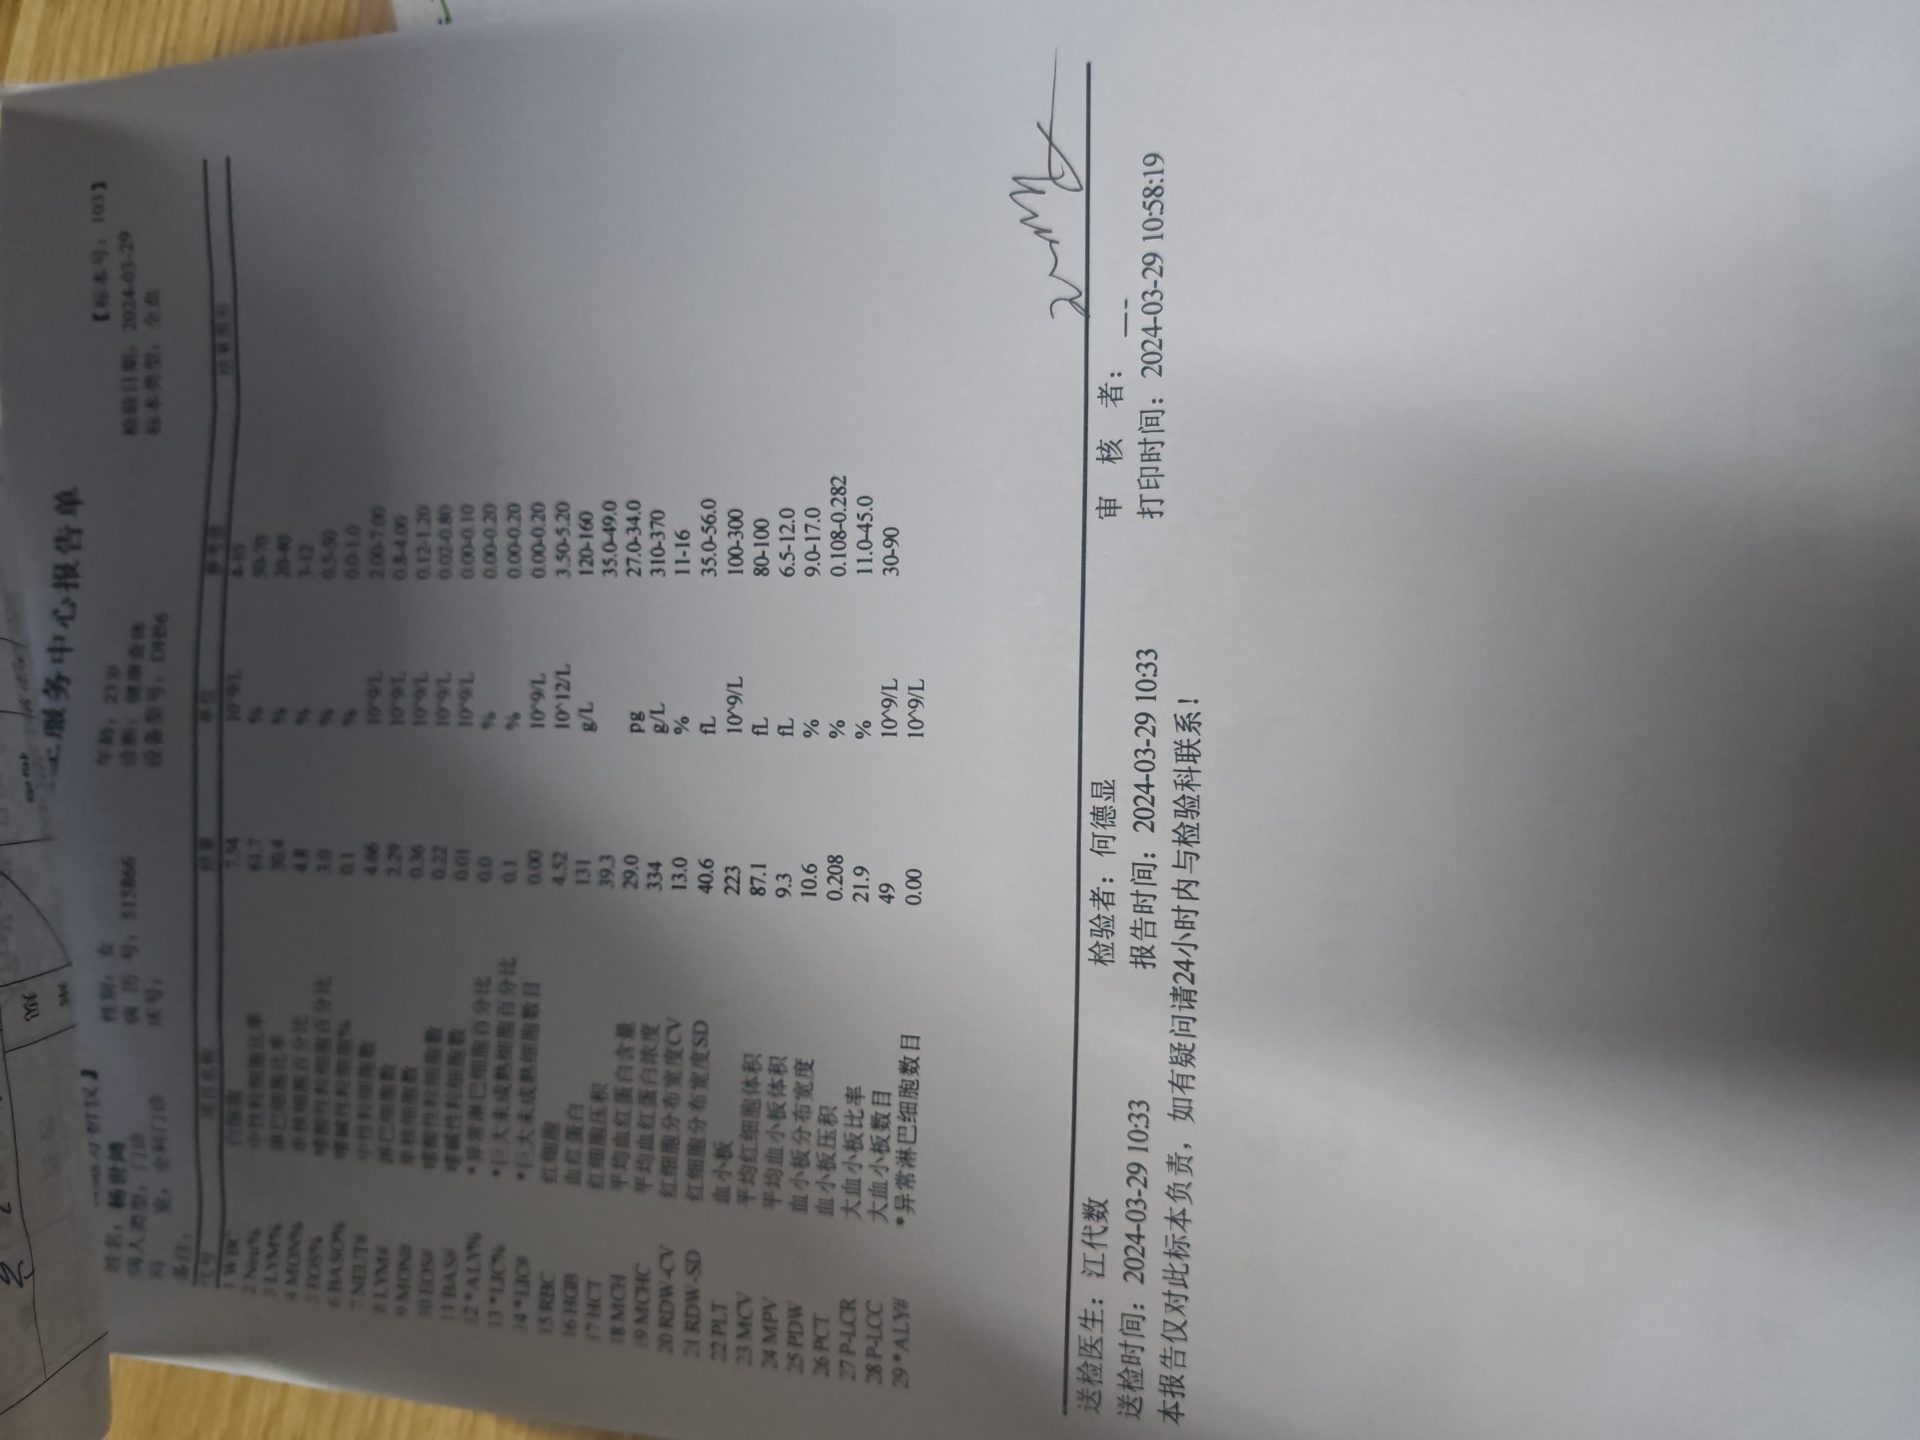 服务中心报告单
【标本号：103】
姓名：杨世鸿 性别：女 年龄：23岁 检验日期：2024-03-29
病人类型：门诊 病 历 号：515866 诊断：健康查体 标本类型：全血
科 室：全科门诊 床号： 设备型号：DH86
备注：
代号 项目名称 结果 单位 参考值
1 WBC 白细胞 7.54 10^9/L 4-10
2 Neu% 中性粒细胞比率 61.7 % 50-70
3 LYM% 淋巴细胞比率 30.4 % 20-40
4 MON% 单核细胞百分比 4.8 % 3-12
5 EOS% 嗜酸性粒细胞百分比 3.0 % 0.5-50
6 BASO% 嗜碱性粒细胞% 0.1 % 0.0-1.0
7 NEUT# 中性粒细胞数 4.66 10^9/L 2.00-7.00
8 LYM# 淋巴细胞数 2.29 10^9/L 0.8-4.00
9 MON# 单核细胞数 0.36 10^9/L 0.12-1.20
10 EOS# 嗜酸性粒细胞数 0.22 10^9/L 0.02-0.80
11 BAS# 嗜碱性粒细胞数 0.01 10^9/L 0.00-0.10
12 *ALY% *异常淋巴细胞百分比 0.0 % 0.00-0.20
13 *LIC% *巨大未成熟细胞百分比 0.1 % 0.00-0.20
14 *LIC# *巨大未成熟细胞数目 0.00 10^9/L 0.00-0.20
15 RBC 红细胞 4.52 10^12/L 3.50-5.20
16 HGB 血红蛋白 131 g/L 120-160
17 HCT 红细胞压积 39.3 35.0-49.0
18 MCH 平均血红蛋白含量 29.0 pg 27.0-34.0
19 MCHC 平均血红蛋白浓度 334 g/L 310-370
20 RDW-CV 红细胞分布宽度CV 13.0 % 11-16
21 RDW-SD 红细胞分布宽度SD 40.6 fL 35.0-56.0
22 PLT 血小板 223 10^9/L 100-300
23 MCV 平均红细胞体积 87.1 fL 80-100
24 MPV 平均血小板体积 9.3 fL 6.5-12.0
25 PDW 血小板分布宽度 10.6 % 9.0-17.0
26 PCT 血小板压积 0.208 % 0.108-0.282
27 P-LCR 大血小板比率 21.9 % 11.0-45.0
28 P-LCC 大血小板数目 49 10^9/L 30-90
29 *ALY# *异常淋巴细胞数目 0.00 10^9/L
送检医生：江代数 检验者：何德显 审 核 者：
送检时间：2024-03-29 10:33 报告时间：2024-03-29 10:33 打印时间：2024-03-29 10:58:19
本报告仅对此标本负责，如有疑问请24小时内与检验科联系！